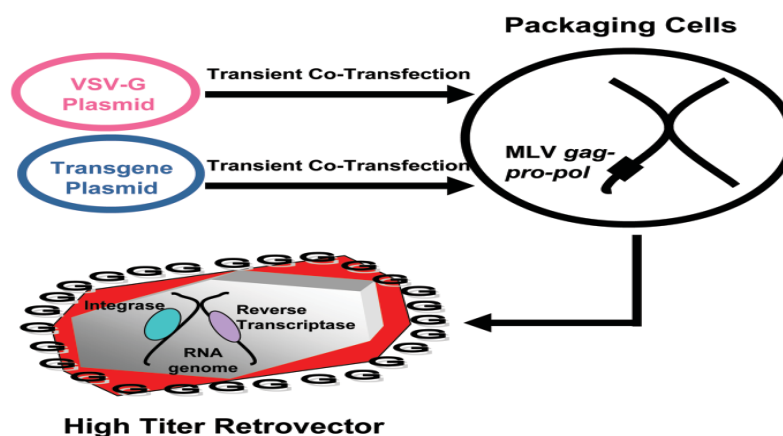 Packaging Cells
VSV-G
Plasmid
Transient Co-Transfection
Transgene
Plasmid
Transient Co-Transfection
MLV gag-
pro-pol
G G G G G G G G G G G G G G G G G G G G G G G G G G G G G G G G
Integrase
Reverse
Transcriptase
RNA
genome
High Titer Retrovector